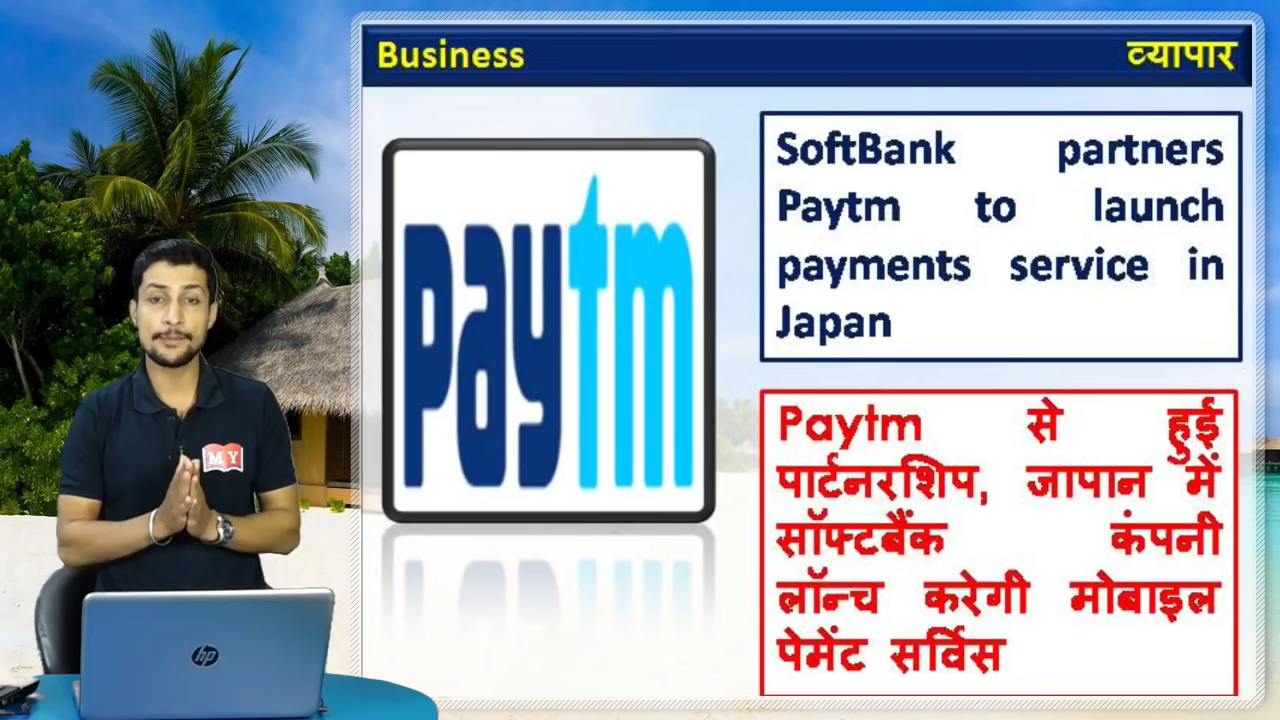 Business
व्यापार
paytm
SoftBank partners
Paytm to launch
payments service in
Japan
Paytm से हुई
पार्टनरशिप, जापान में
सॉफ्टबैंक कंपनी
लॉन्च करेगी मोबाइल
पेमेंट सर्विस
MY
hp